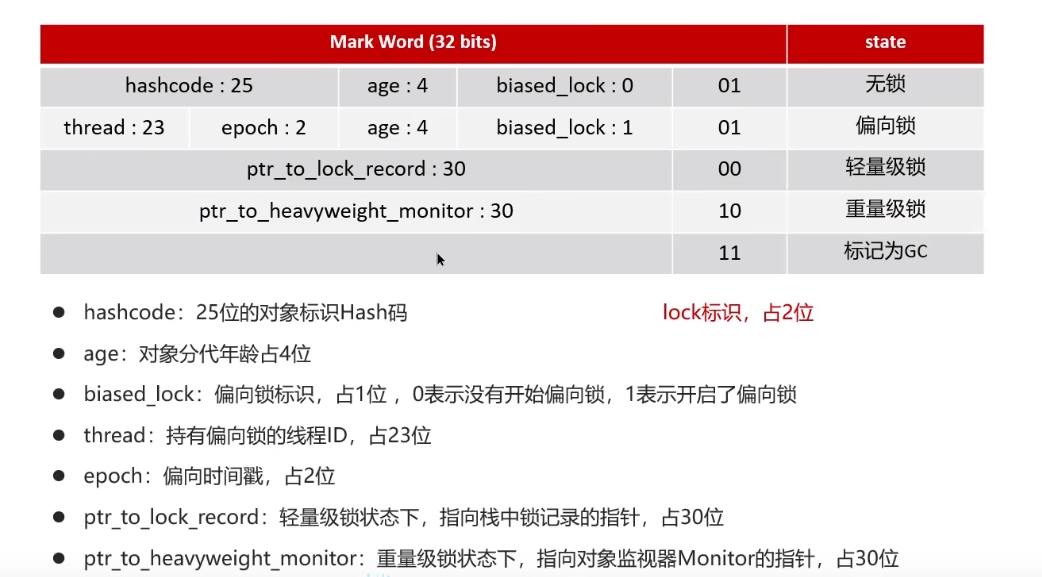 Mark Word (32 bits) state
hashcode : 25 age : 4 biased_lock : 0 01 无锁
thread : 23 epoch : 2 age : 4 biased_lock : 1 01 偏向锁
ptr_to_lock_record : 30 00 轻量级锁
ptr_to_heavyweight_monitor : 30 10 重量级锁
11 标记为GC
● hashcode：25位的对象标识Hash码 lock标识，占2位
● age：对象分代年龄占4位
● biased_lock：偏向锁标识，占1位 ，0表示没有开始偏向锁，1表示开启了偏向锁
● thread：持有偏向锁的线程ID，占23位
● epoch：偏向时间戳，占2位
● ptr_to_lock_record：轻量级锁状态下，指向栈中锁记录的指针，占30位
● ptr_to_heavyweight_monitor：重量级锁状态下，指向对象监视器Monitor的指针，占30位